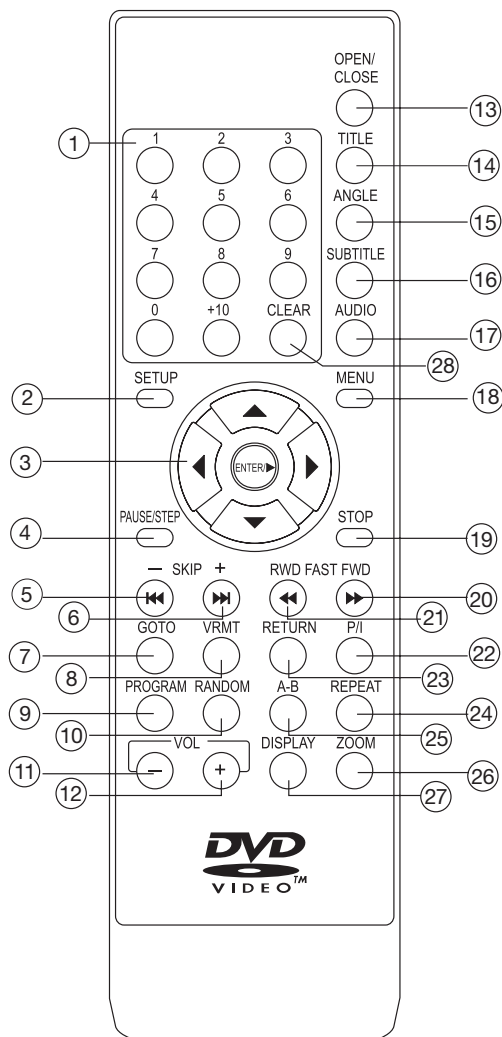 OPEN/
CLOSE
13
1
1 2 3
TITLE
14
4 5 6
ANGLE
15
7 8 9
SUBTITLE
16
0 +10 CLEAR
AUDIO
17
28
SETUP
MENU
2
18
3
ENTER/▶
PAUSE/STEP
STOP
4
19
− SKIP +
RWD FAST FWD
5
6
21
20
GOTO VRMT RETURN P/I
7
8
23
22
PROGRAM RANDOM A-B REPEAT
9
10
25
24
VOL
DISPLAY ZOOM
− +
11
12
27
26
DVD
VIDEO™